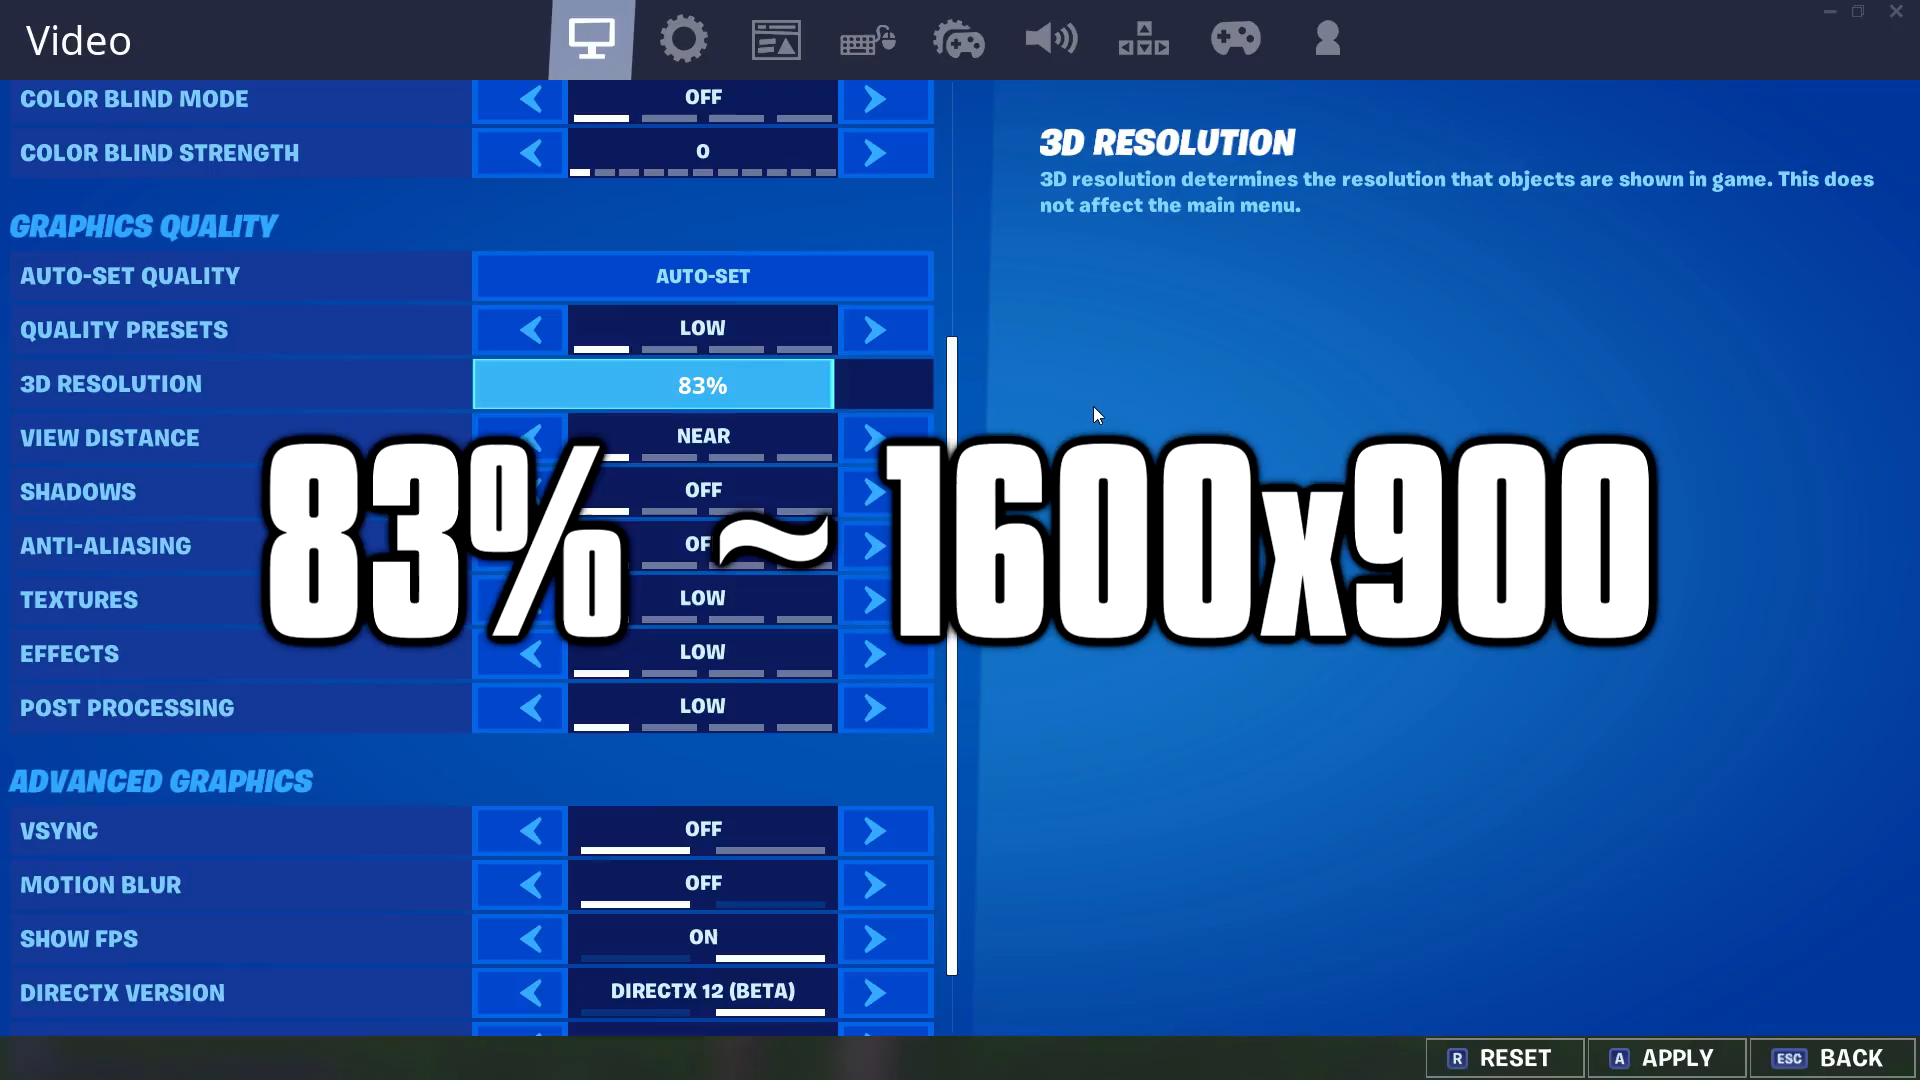 Video
COLOR BLIND MODE OFF
COLOR BLIND STRENGTH 0
GRAPHICS QUALITY
AUTO-SET QUALITY AUTO-SET
QUALITY PRESETS LOW
3D RESOLUTION 83%
VIEW DISTANCE NEAR
SHADOWS OFF
ANTI-ALIASING OF
TEXTURES LOW
EFFECTS LOW
POST PROCESSING LOW
ADVANCED GRAPHICS
VSYNC OFF
MOTION BLUR OFF
SHOW FPS ON
DIRECTX VERSION DIRECTX 12 (BETA)
3D RESOLUTION
3D resolution determines the resolution that objects are shown in game. This does
not affect the main menu.
83% ~ 1600x900
R RESET
A APPLY
ESC BACK